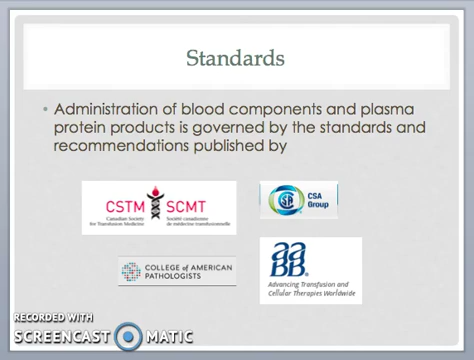 Standards
• Administration of blood components and plasma
protein products is governed by the standards and
recommendations published by
CSTM SCMT
Canadian Society
for Transfusion Medicine
Société canadienne
de médecine transfusionnelle
CSA
Group
COLLEGE of AMERICAN
PATHOLOGISTS
aa
BB
Advancing Transfusion and
Cellular Therapies Worldwide
RECORDED WITH
SCREENCAST MATIC